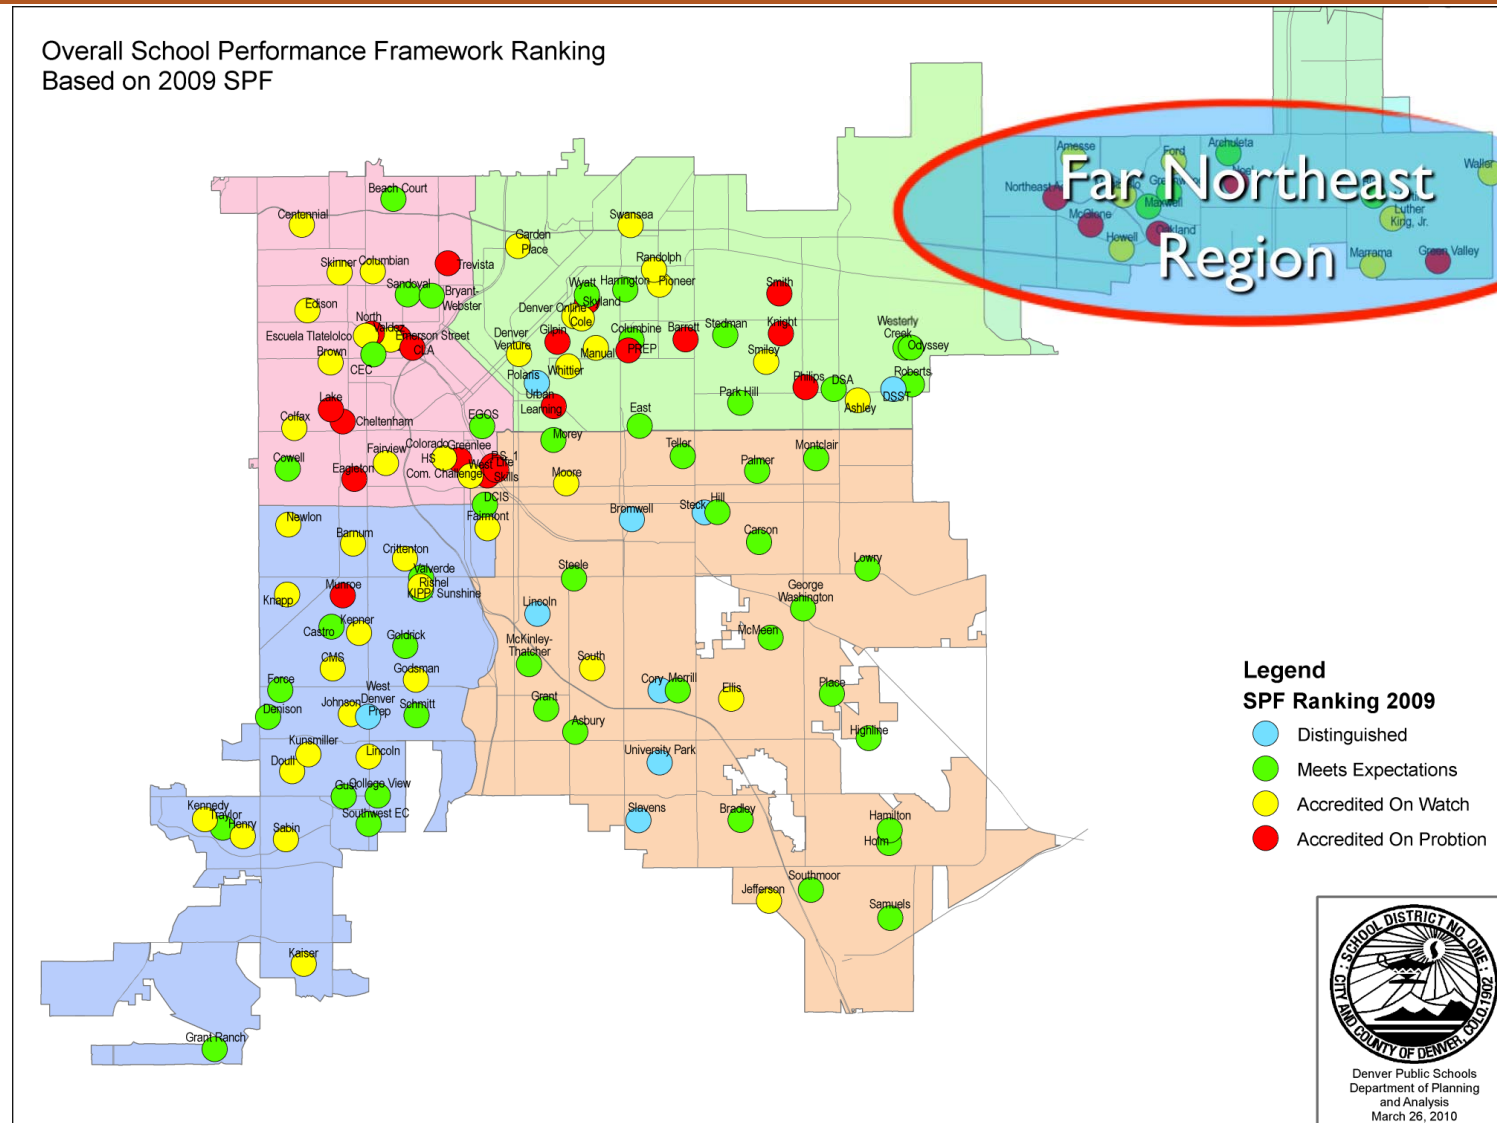 Overall School Performance Framework Ranking
Based on 2009 SPF
Far Northeast
Region
Amesse
Ford
Archuleta
Waller
Northeast
Maxwell
McGlone
Oakland
Howell
Luther
King, Jr.
Marrama
Green Valley
Beach Court
Centennial
Swansea
Garden
Place
Skinner
Columbian
Trevista
Randolph
Pioneer
Sandoval
Bryant-
Webster
Wyatt
Harrington
Smith
Edison
Skyland
Denver Online
Cole
North
Valdez
Escuela Tlatelolco
Emerson Street
CLA
Brown
CEC
Denver
Venture
Gilpin
Manual
Columbine
PREP
Barrett
Stedman
Knight
Smiley
Westerly
Creek
Odyssey
Polaris
Whittier
Philips
DSA
Roberts
DSST
Ashley
Lake
Cheltenham
Urban
Learning
Park Hill
Colfax
EGOS
East
Morey
Fairview
Colorado
HS
Greenlee
West
P.S. 1
Life
Skills
Com. Challenge
Cowell
Eagleton
Teller
Montclair
Palmer
Moore
DCIS
Fairmont
Bromwell
Steck
Hill
Newlon
Barnum
Carson
Crittenton
Lowry
Valverde
Rishel
KIPP Sunshine
Steele
Knapp
Munroe
George
Washington
Lincoln
Castro
Kepner
Goldrick
McKinley-
Thatcher
McMeen
CMS
Godsman
South
Force
West
Denver
Prep
Cory
Merrill
Ellis
Place
Denison
Johnson
Schmitt
Grant
Asbury
Highline
Kunsmiller
Doull
Lincoln
University Park
Gust
College View
Kennedy
Traylor
Henry
Sabin
Southwest EC
Slavens
Bradley
Hamilton
Holm
Jefferson
Southmoor
Samuels
Kaiser
Grant Ranch
Legend
SPF Ranking 2009
Distinguished
Meets Expectations
Accredited On Watch
Accredited On Probtion
: SCHOOL DISTRICT NO. ONE :
CITY AND COUNTY OF DENVER, COLO. 1902
Denver Public Schools
Department of Planning
and Analysis
March 26, 2010